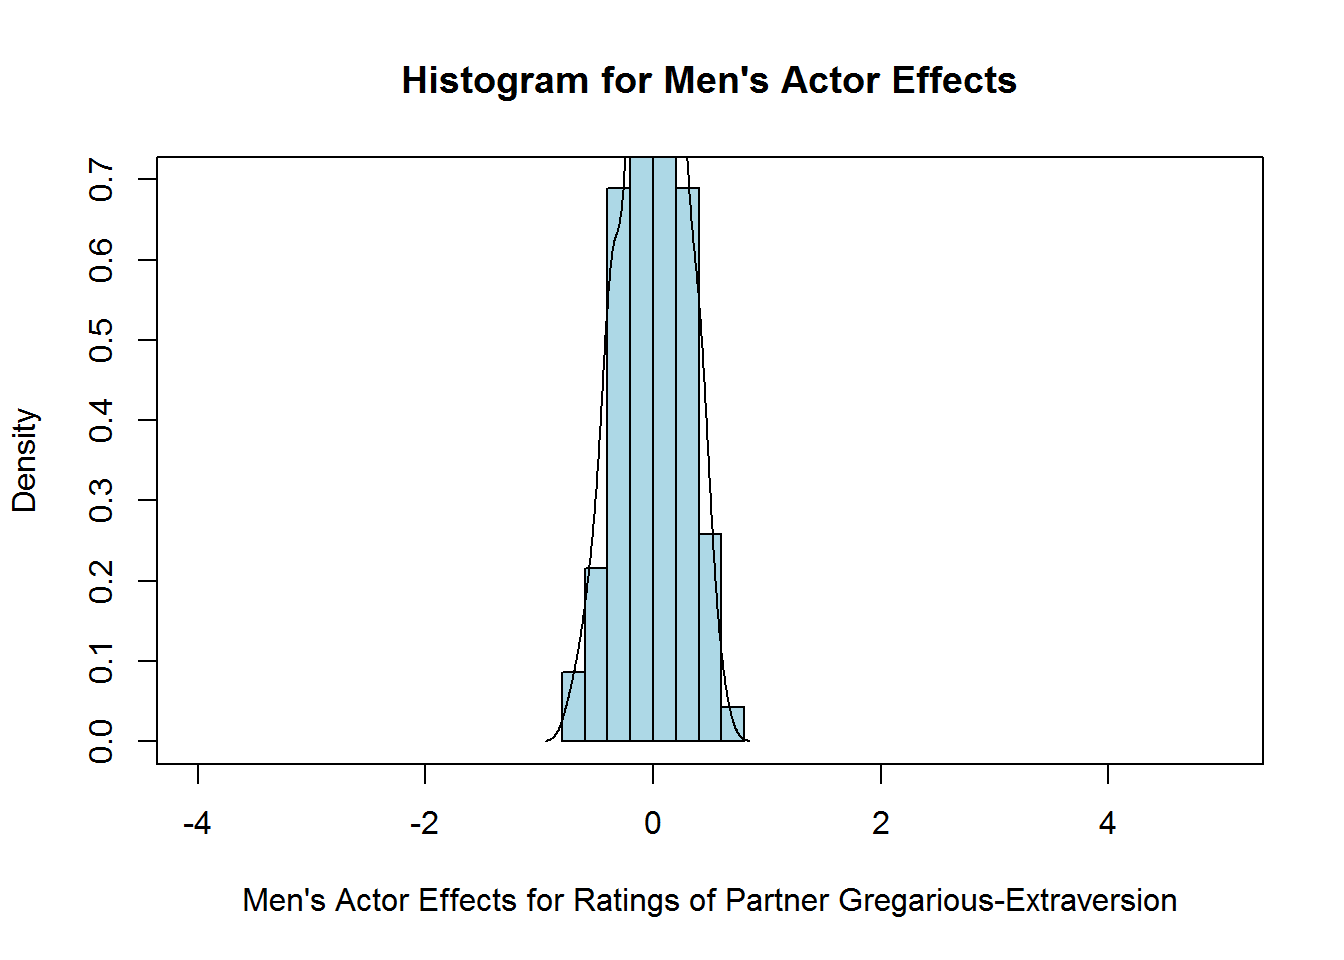 Histogram for Men's Actor Effects
Density
0.7
0.6
0.5
0.4
0.3
0.2
0.1
0.0
-4 -2 0 2 4
Men's Actor Effects for Ratings of Partner Gregarious-Extraversion